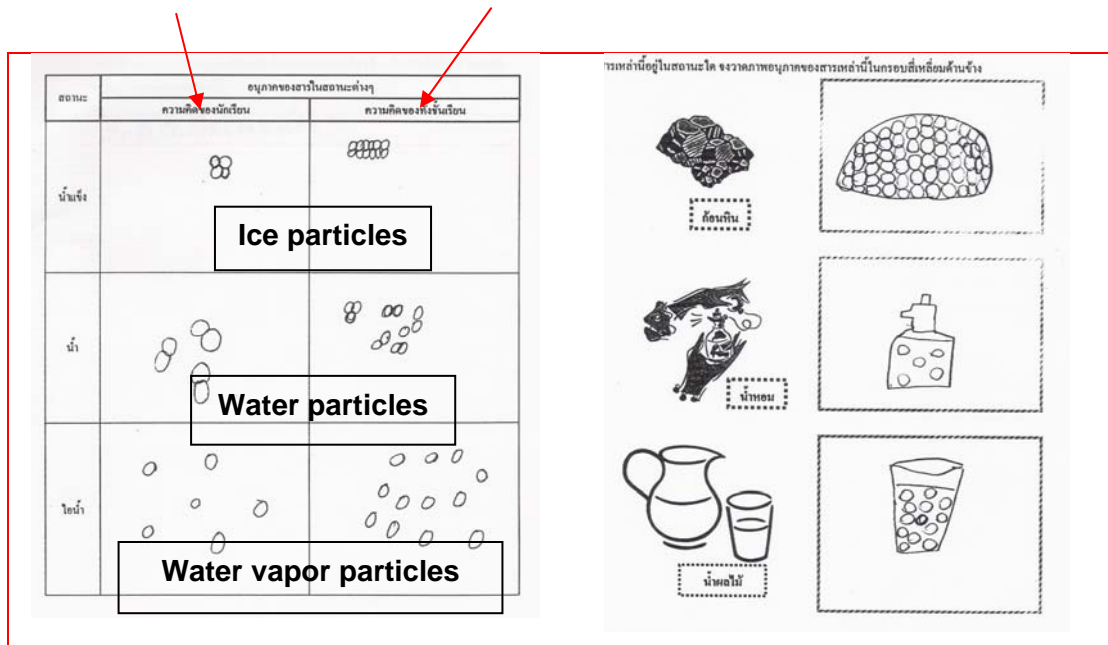 สถานะ
อนุภาคของสารในสถานะต่างๆ
ความคิดของนักเรียน
ความคิดของทั้งชั้นเรียน
น้ำแข็ง
Ice particles
น้ำ
Water particles
ไอน้ำ
Water vapor particles
ารเหล่านี้อยู่ในสถานะใด จงวาดภาพอนุภาคของสารเหล่านี้ในกรอบสี่เหลี่ยมด้านข้าง
ก้อนหิน
น้ำหอม
น้ำผลไม้